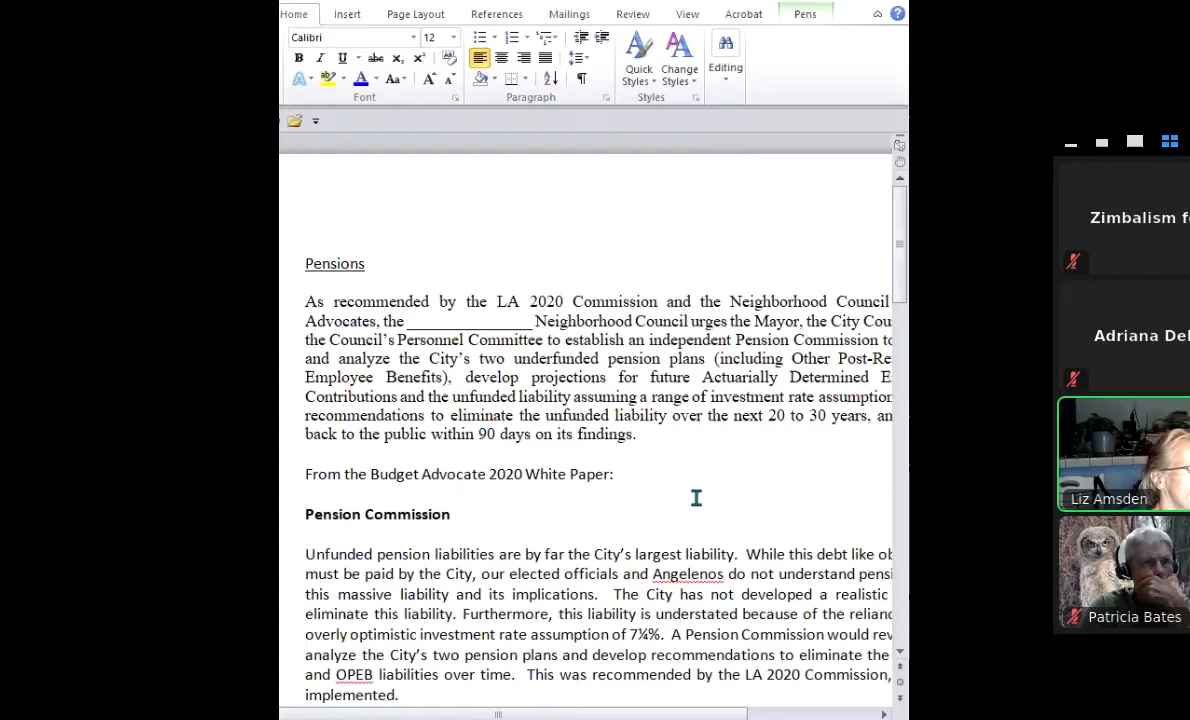 Home Insert Page Layout References Mailings Review View Acrobat Pens
Calibri 12
B I U abc x₂ x² Quick Styles Change Styles Editing
A ab A Aa A A
Font Paragraph Styles
Pensions
As recommended by the LA 2020 Commission and the Neighborhood Council
Advocates, the ______________ Neighborhood Council urges the Mayor, the City Cou
the Council's Personnel Committee to establish an independent Pension Commission to
and analyze the City's two underfunded pension plans (including Other Post-Re
Employee Benefits), develop projections for future Actuarially Determined E
Contributions and the unfunded liability assuming a range of investment rate assumption
recommendations to eliminate the unfunded liability over the next 20 to 30 years, an
back to the public within 90 days on its findings.
From the Budget Advocate 2020 White Paper:
Pension Commission
Unfunded pension liabilities are by far the City's largest liability. While this debt like ob
must be paid by the City, our elected officials and Angelenos do not understand pensi
this massive liability and its implications. The City has not developed a realistic
eliminate this liability. Furthermore, this liability is understated because of the relianc
overly optimistic investment rate assumption of 7¼%. A Pension Commission would rev
analyze the City's two pension plans and develop recommendations to eliminate the
and OPEB liabilities over time. This was recommended by the LA 2020 Commission,
implemented.
Zimbalism f
Adriana Del
Liz Amsden
Patricia Bates